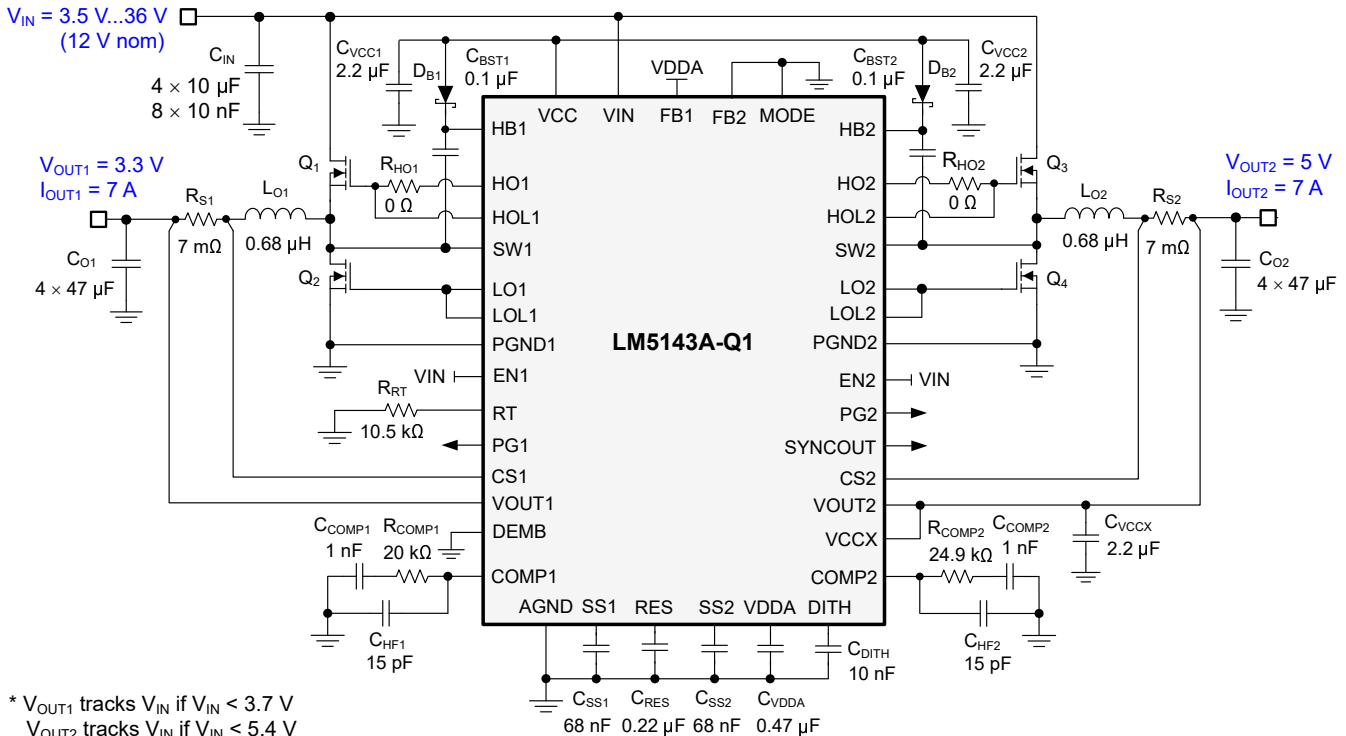 V_IN = 3.5 V...36 V
(12 V nom)
C_IN
4 × 10 µF
8 × 10 nF
C_VCC1
2.2 µF
D_B1
C_BST1
0.1 µF
VDDA
C_BST2
0.1 µF
D_B2
C_VCC2
2.2 µF
VCC
VIN
FB1
FB2
MODE
HB1
HB2
V_OUT1 = 3.3 V
I_OUT1 = 7 A
Q_1
R_HO1
0 Ω
HO1
HO2
R_HO2
0 Ω
Q_3
V_OUT2 = 5 V
I_OUT2 = 7 A
R_S1
7 mΩ
L_O1
0.68 µH
HOL1
HOL2
L_O2
0.68 µH
R_S2
7 mΩ
SW1
SW2
C_O1
4 × 47 µF
Q_2
LO1
LO2
Q_4
C_O2
4 × 47 µF
LOL1
LOL2
PGND1
LM5143A-Q1
PGND2
VIN
EN1
EN2
VIN
R_RT
10.5 kΩ
RT
PG2
PG1
SYNCOUT
CS1
CS2
VOUT1
VOUT2
C_COMP1
1 nF
R_COMP1
20 kΩ
DEMB
VCCX
R_COMP2
24.9 kΩ
C_COMP2
1 nF
C_VCCX
2.2 µF
COMP1
COMP2
C_HF1
15 pF
AGND
SS1
RES
SS2
VDDA
DITH
C_HF2
15 pF
C_DITH
10 nF
C_SS1
68 nF
C_RES
0.22 µF
C_SS2
68 nF
C_VDDA
0.47 µF
* V_OUT1 tracks V_IN if V_IN < 3.7 V
V_OUT2 tracks V_IN if V_IN < 5.4 V